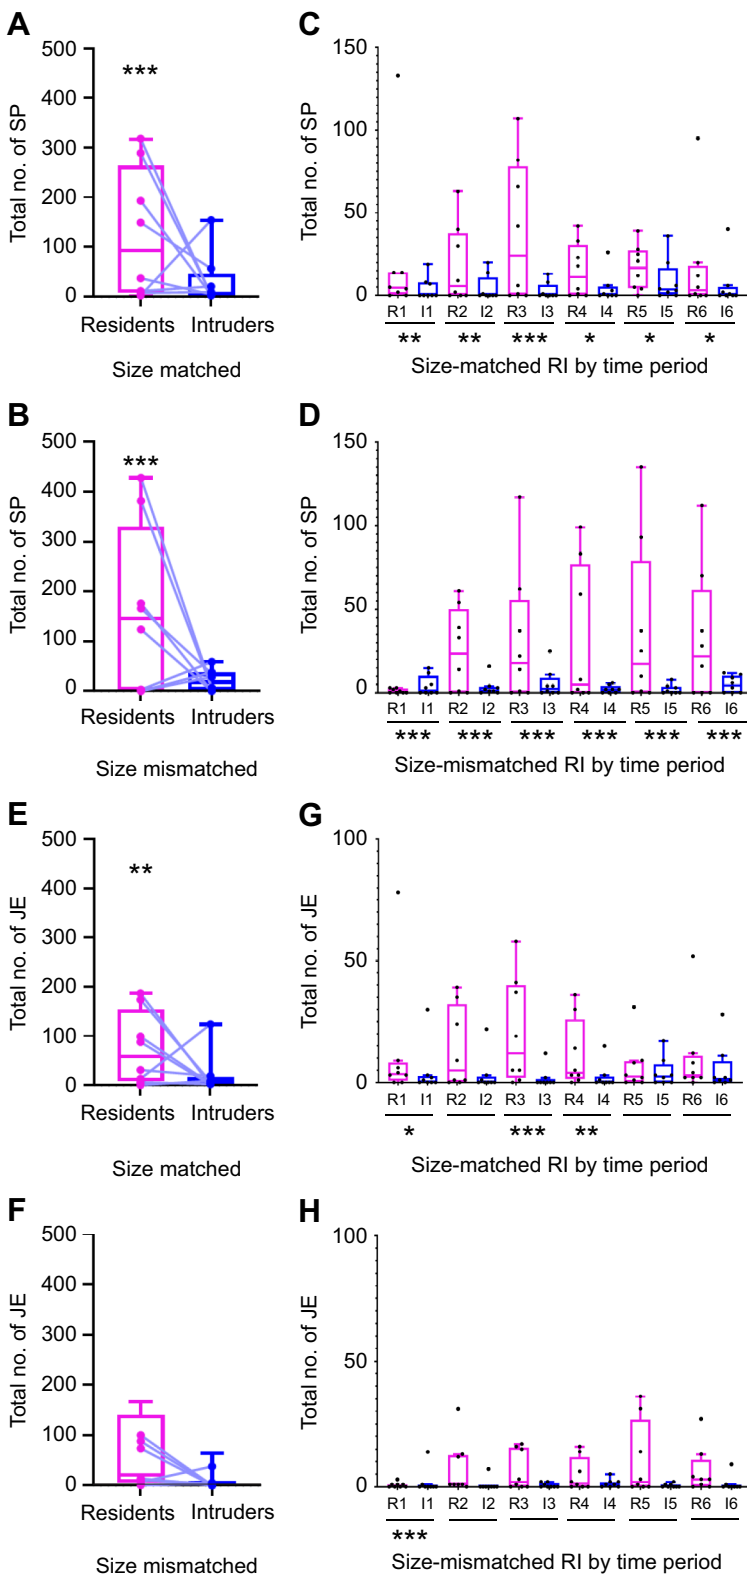 A
Total no. of SP
500
400
300
200
100
0
***
Residents Intruders
Size matched
C
Total no. of SP
150
100
50
0
R1 I1 R2 I2 R3 I3 R4 I4 R5 I5 R6 I6
** ** *** * * *
Size-matched RI by time period
B
Total no. of SP
500
400
300
200
100
0
***
Residents Intruders
Size mismatched
D
Total no. of SP
150
100
50
0
R1 I1 R2 I2 R3 I3 R4 I4 R5 I5 R6 I6
*** *** *** *** *** ***
Size-mismatched RI by time period
E
Total no. of JE
500
400
300
200
100
0
**
Residents Intruders
Size matched
G
Total no. of JE
100
50
0
R1 I1 R2 I2 R3 I3 R4 I4 R5 I5 R6 I6
* *** **
Size-matched RI by time period
F
Total no. of JE
500
400
300
200
100
0
Residents Intruders
Size mismatched
H
Total no. of JE
100
50
0
R1 I1 R2 I2 R3 I3 R4 I4 R5 I5 R6 I6
***
Size-mismatched RI by time period